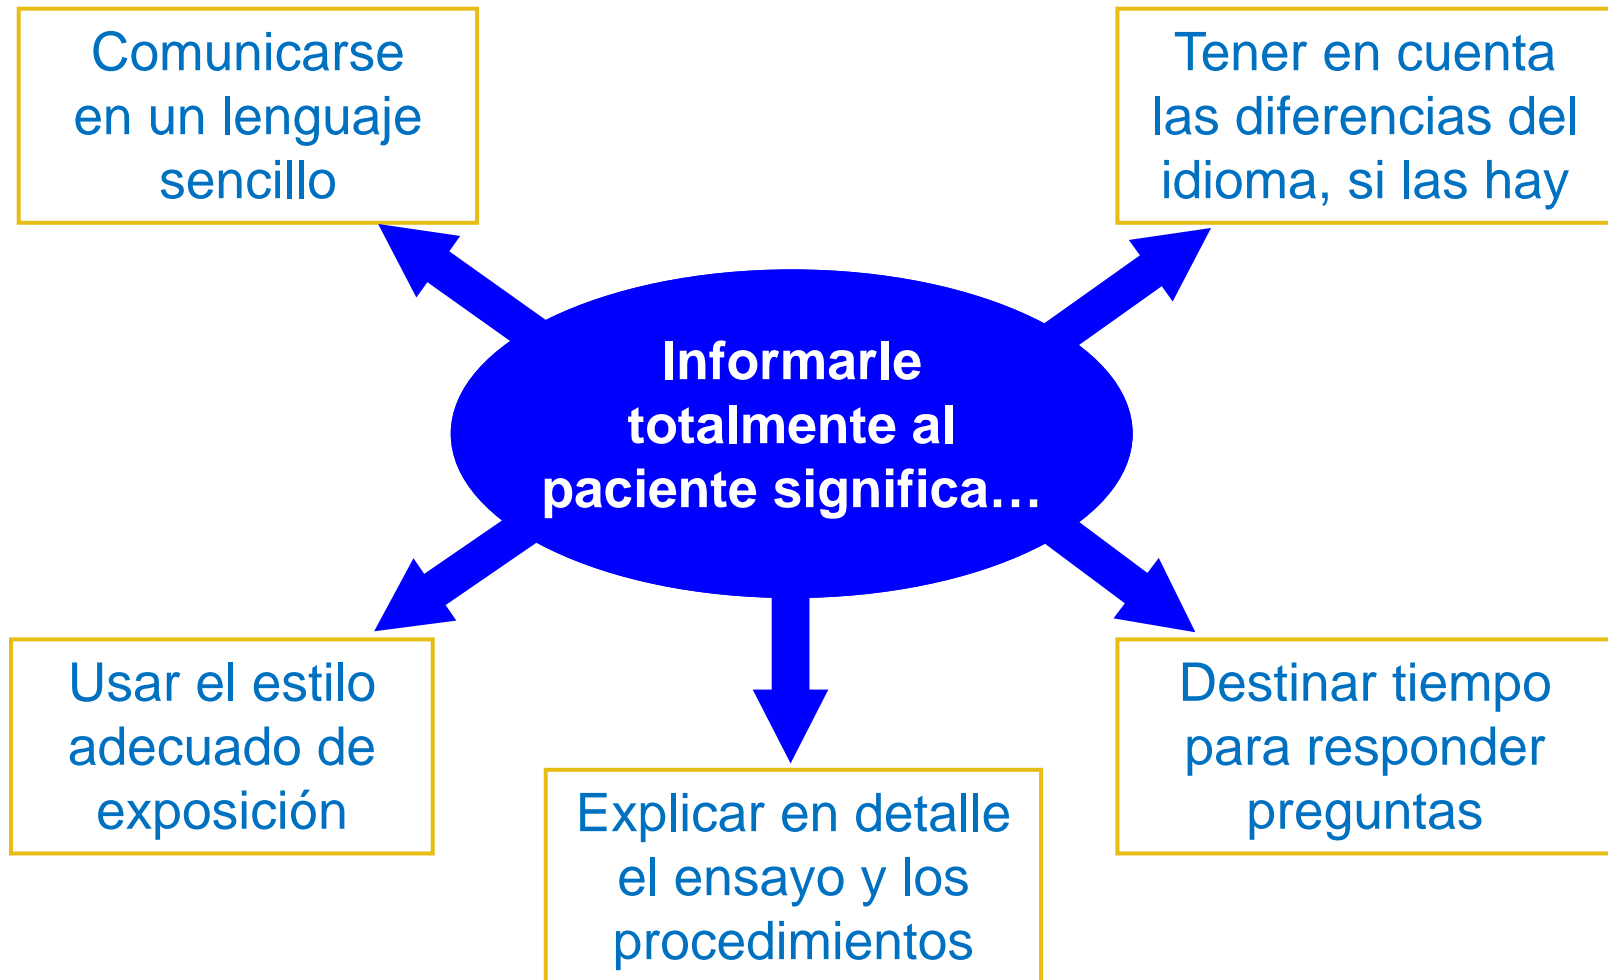 Comunicarse
en un lenguaje
sencillo
Tener en cuenta
las diferencias del
idioma, si las hay
Informarle
totalmente al
paciente significa…
Usar el estilo
adecuado de
exposición
Explicar en detalle
el ensayo y los
procedimientos
Destinar tiempo
para responder
preguntas